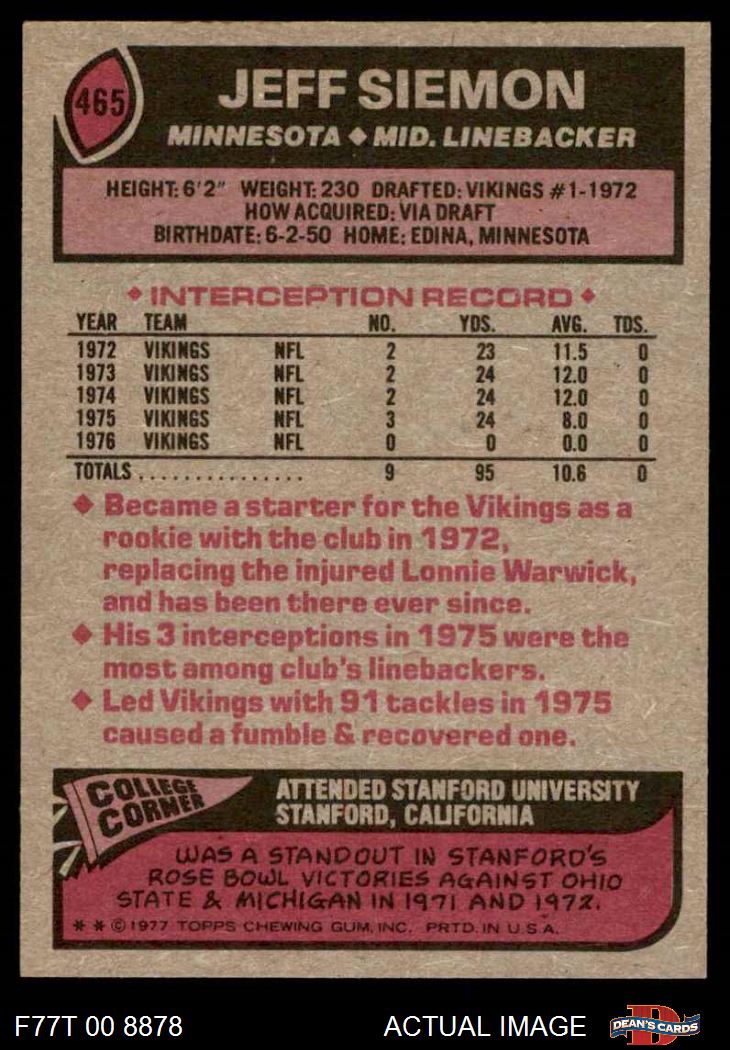 465
JEFF SIEMON
MINNESOTA ◆ MID. LINEBACKER
HEIGHT: 6'2" WEIGHT: 230 DRAFTED: VIKINGS #1-1972
HOW ACQUIRED: VIA DRAFT
BIRTHDATE: 6-2-50 HOME: EDINA, MINNESOTA
◆ INTERCEPTION RECORD ◆
YEAR TEAM NO. YDS. AVG. TDS.
1972 VIKINGS NFL 2 23 11.5 0
1973 VIKINGS NFL 2 24 12.0 0
1974 VIKINGS NFL 2 24 12.0 0
1975 VIKINGS NFL 3 24 8.0 0
1976 VIKINGS NFL 0 0 0.0 0
TOTALS ................ 9 95 10.6 0
◆ Became a starter for the Vikings as a
rookie with the club in 1972,
replacing the injured Lonnie Warwick,
and has been there ever since.
◆ His 3 interceptions in 1975 were the
most among club's linebackers.
◆ Led Vikings with 91 tackles in 1975
caused a fumble & recovered one.
COLLEGE
CORNER
ATTENDED STANFORD UNIVERSITY
STANFORD, CALIFORNIA
WAS A STANDOUT IN STANFORD'S
ROSE BOWL VICTORIES AGAINST OHIO
STATE & MICHIGAN IN 1971 AND 1972.
* * © 1977 TOPPS CHEWING GUM, INC. PRTD. IN U.S.A.
F77T 00 8878 ACTUAL IMAGE D DEAN'S CARDS